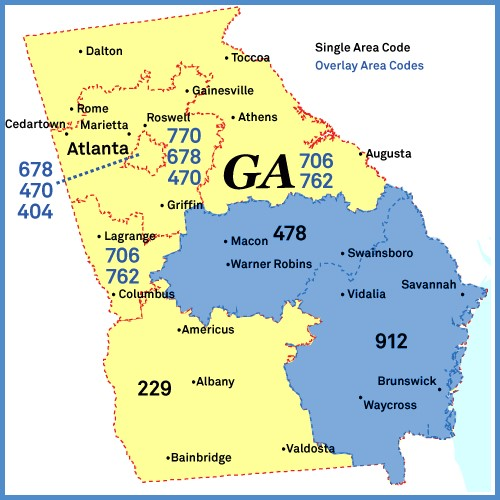 Dalton
Toccoa
Single Area Code
Overlay Area Codes
Gainesville
Rome
Cedartown
Marietta
Roswell
Athens
Atlanta
770
678
470
GA
706
762
Augusta
678
470
404
Griffin
Lagrange
706
762
Macon
478
Warner Robins
Swainsboro
Columbus
Vidalia
Savannah
Americus
912
229
Albany
Brunswick
Waycross
Bainbridge
Valdosta